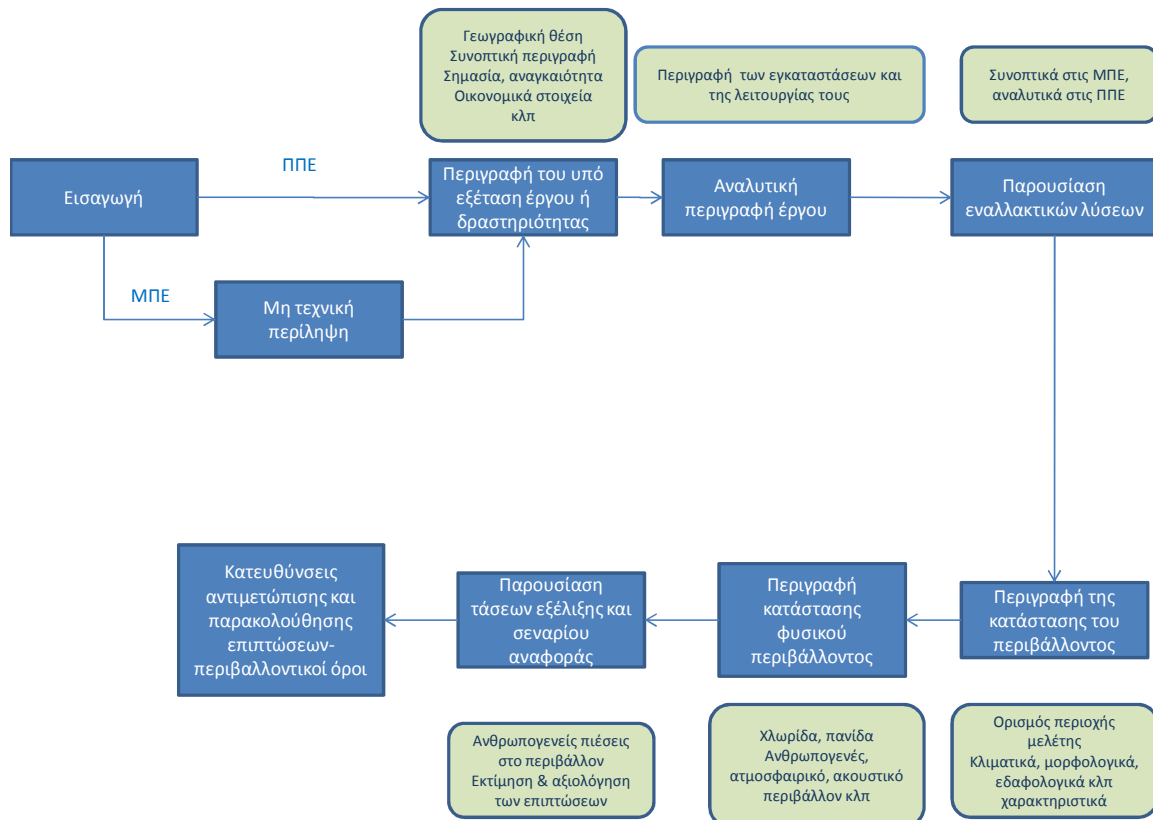 Γεωγραφική θέση
Συνοπτική περιγραφή
Σημασία, αναγκαιότητα
Οικονομικά στοιχεία
κλπ
Περιγραφή των εγκαταστάσεων και
της λειτουργίας τους
Συνοπτικά στις ΜΠΕ,
αναλυτικά στις ΠΠΕ
Εισαγωγή
ΠΠΕ
Περιγραφή του υπό
εξέταση έργου ή
δραστηριότητας
Αναλυτική
περιγραφή έργου
Παρουσίαση
εναλλακτικών λύσεων
ΜΠΕ
Μη τεχνική
περίληψη
Περιγραφή της
κατάστασης του
περιβάλλοντος
Περιγραφή
κατάστασης
φυσικού
περιβάλλοντος
Παρουσίαση
τάσεων εξέλιξης και
σεναρίου
αναφοράς
Κατευθύνσεις
αντιμετώπισης και
παρακολούθησης
επιπτώσεων-
περιβαλλοντικοί όροι
Ανθρωπογενείς πιέσεις
στο περιβάλλον
Εκτίμηση & αξιολόγηση
των επιπτώσεων
Χλωρίδα, πανίδα
Ανθρωπογενές,
ατμοσφαιρικό, ακουστικό
περιβάλλον κλπ
Ορισμός περιοχής
μελέτης
Κλιματικά, μορφολογικά,
εδαφολογικά κλπ
χαρακτηριστικά